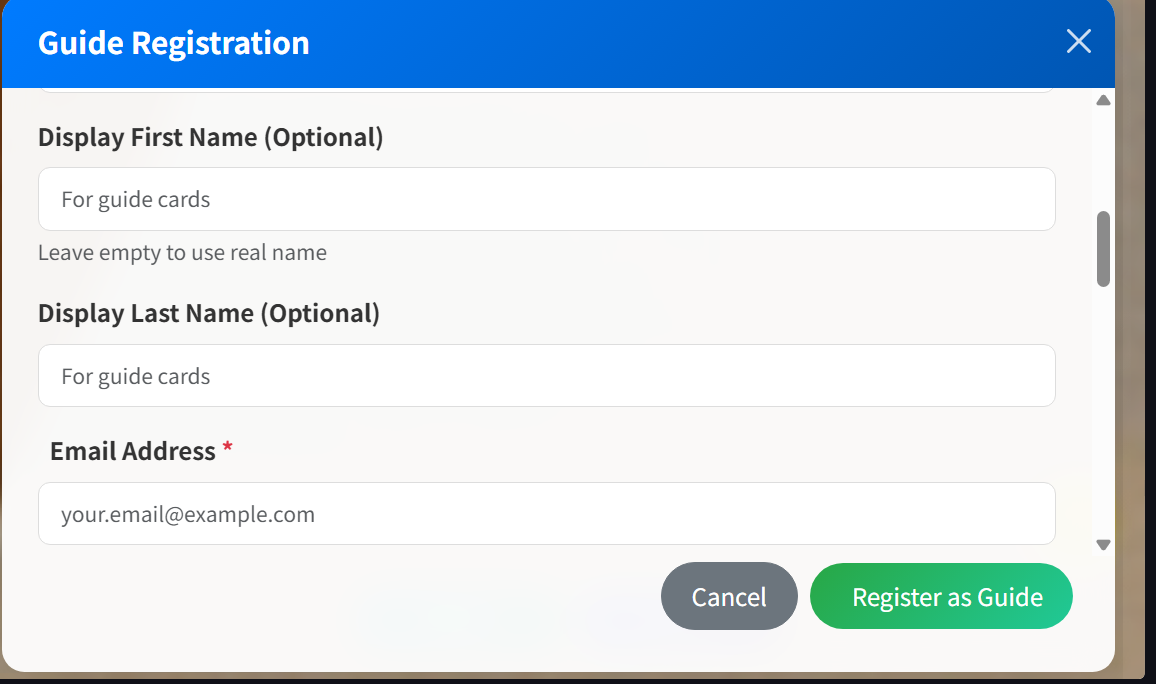 Guide Registration
Display First Name (Optional)
For guide cards
Leave empty to use real name
Display Last Name (Optional)
For guide cards
Email Address *
your.email@example.com
Cancel
Register as Guide